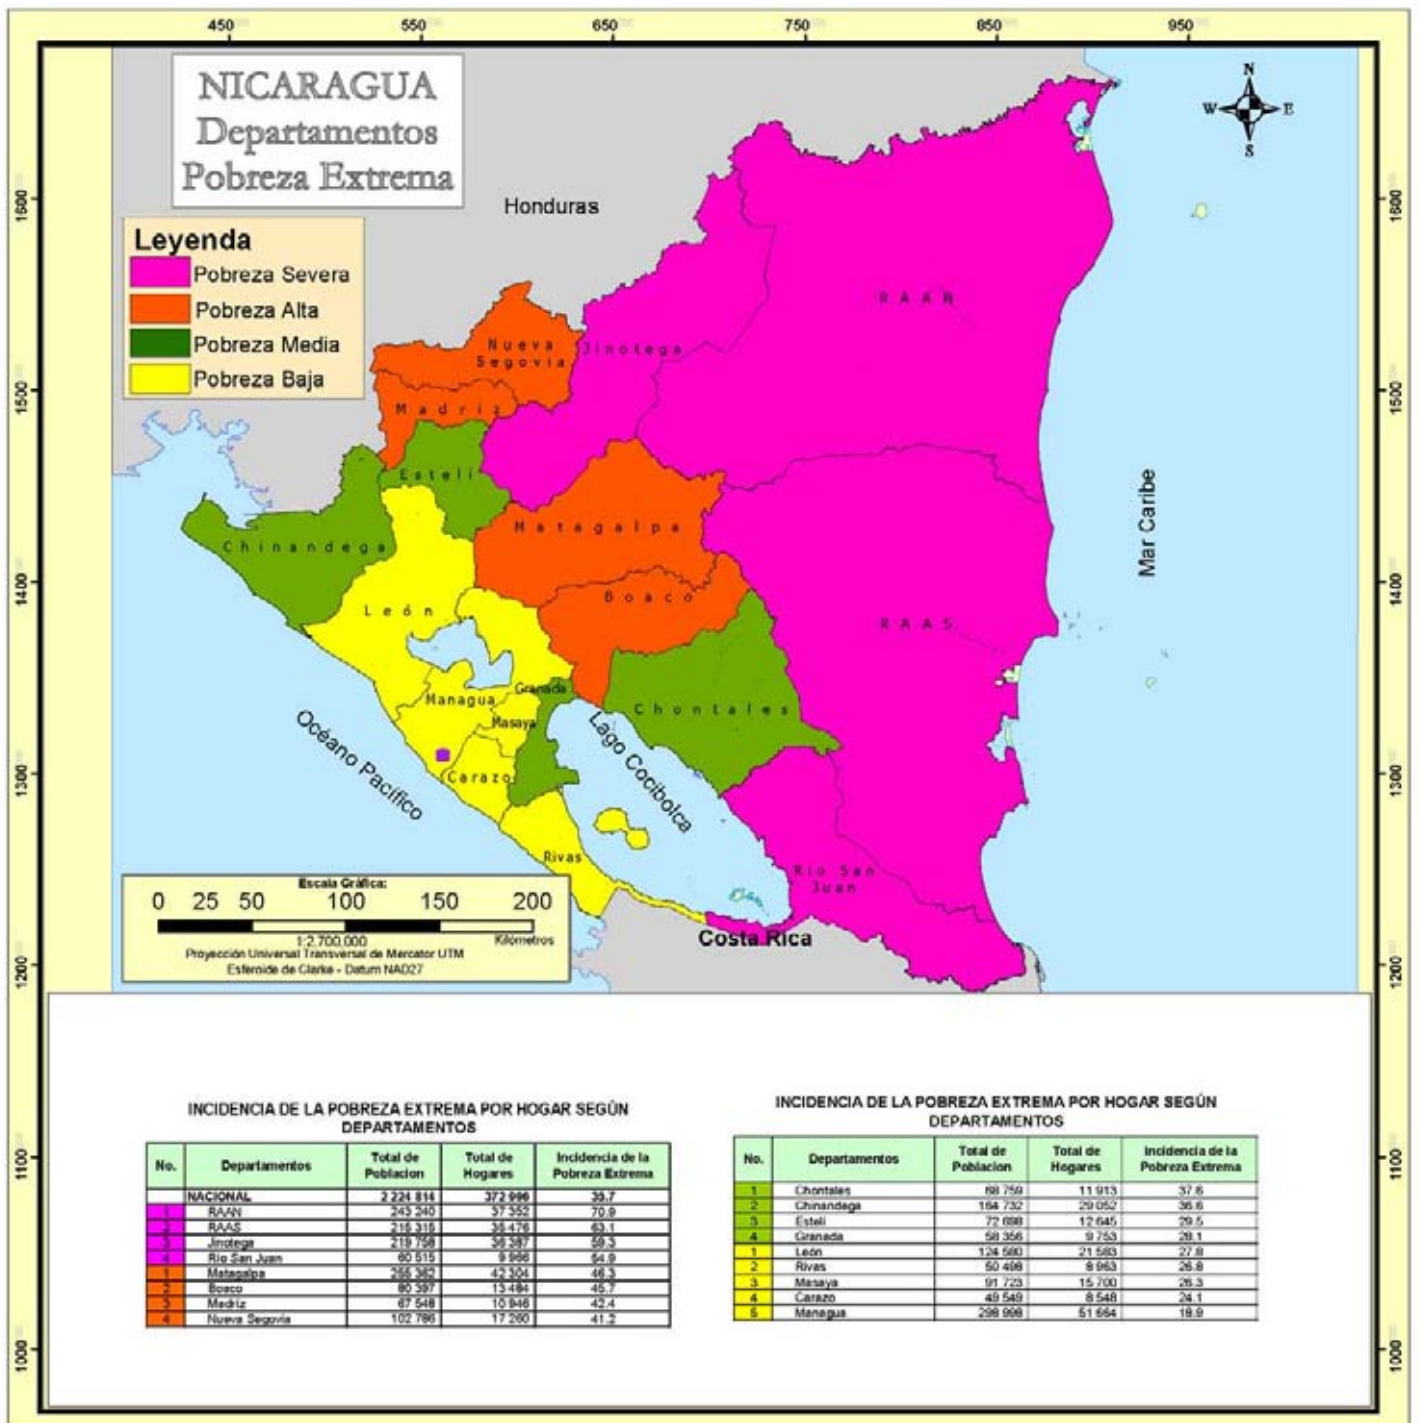 450 550 650 750 850 950
NICARAGUA
Departamentos
Pobreza Extrema
N
W E
S
Honduras
Leyenda
Pobreza Severa
Pobreza Alta
Pobreza Media
Pobreza Baja
1600 1600
RAAN
Nueva
Segovia
Jinotega
1500 1500
Madriz
Estelí
Mar Caribe
Matagalpa
Chinandega
1400 1400
Boaco
León
RAAS
Granada
Managua
Chontales
Masaya
Océano Pacífico
Lago Cocibolca
1300 1300
Carazo
Rivas
Río San
Juan
Escala Gráfica:
0 25 50 100 150 200
1:2,700,000 Kilómetros
Proyección Universal Transversal de Mercator UTM
Esferoide de Clarke - Datum NAD27
Costa Rica
1200 1200
INCIDENCIA DE LA POBREZA EXTREMA POR HOGAR SEGÚN
DEPARTAMENTOS
No. Departamentos Total de Poblacion Total de Hogares Incidencia de la Pobreza Extrema
NACIONAL 2 224 814 372 996 35.7
1 RAAN 243 240 37 352 70.9
2 RAAS 215 315 35 476 63.1
3 Jinotega 219 758 36 387 59.3
4 Rio San Juan 60 515 9 966 54.9
1 Matagalpa 255 362 42 304 46.3
2 Boaco 80 397 13 484 45.7
3 Madriz 67 548 10 946 42.4
4 Nueva Segovia 102 786 17 260 41.2
INCIDENCIA DE LA POBREZA EXTREMA POR HOGAR SEGÚN
DEPARTAMENTOS
No. Departamentos Total de Poblacion Total de Hogares Incidencia de la Pobreza Extrema
1 Chontales 68 759 11 913 37.6
2 Chinandega 164 732 29 052 36.6
3 Estelí 72 698 12 645 29.5
4 Granada 58 356 9 753 28.1
1 León 124 580 21 583 27.8
2 Rivas 50 498 8 963 26.8
3 Masaya 91 723 15 700 26.3
4 Carazo 49 549 8 548 24.1
5 Managua 298 998 51 664 18.9
1100 1100
1000 1000